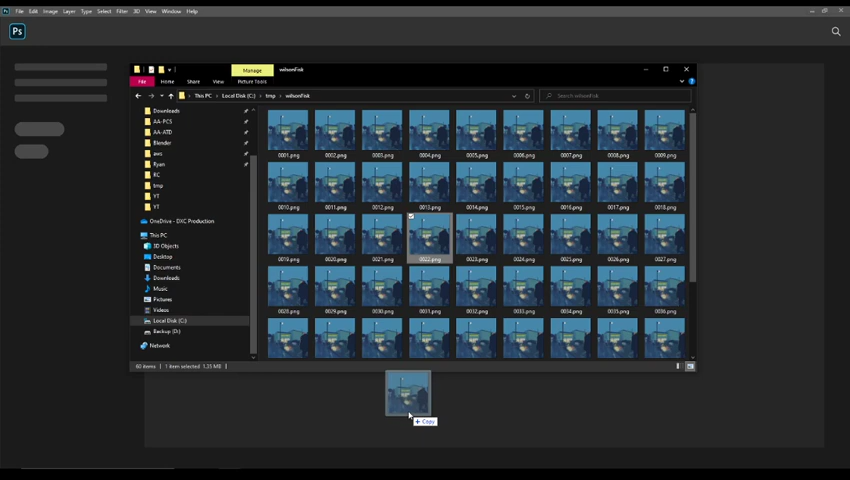 Ps File Edit Image Layer Type Select Filter 3D View Window Help
Ps
Manage wilsonFisk
File Home Share View Picture Tools
This PC Local Disk (C:) tmp wilsonFisk Search wilsonFisk
Downloads
AA-PCS
AA-ATD
Blender
aws
Ryan
RC
tmp
YT
YT
OneDrive - DXC Production
This PC
3D Objects
Desktop
Documents
Downloads
Music
Pictures
Videos
Local Disk (C:)
Backup (D:)
Network
0001.png 0002.png 0003.png 0004.png 0005.png 0006.png 0007.png 0008.png 0009.png
0010.png 0011.png 0012.png 0013.png 0014.png 0015.png 0016.png 0017.png 0018.png
0019.png 0020.png 0021.png 0022.png 0023.png 0024.png 0025.png 0026.png 0027.png
0028.png 0029.png 0030.png 0031.png 0032.png 0033.png 0034.png 0035.png 0036.png
60 items 1 item selected 1.35 MB
+ Copy